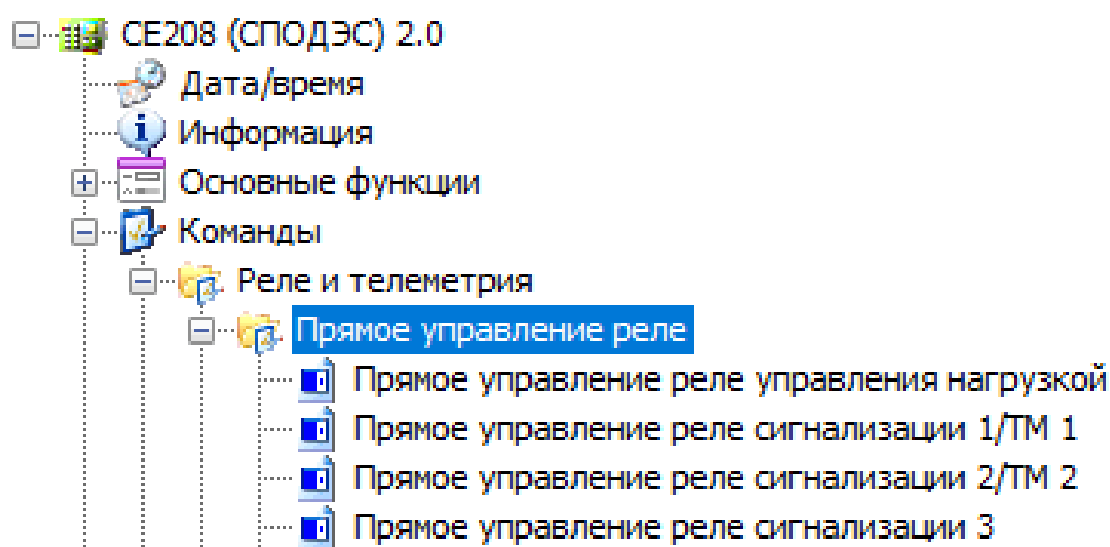 CE208 (СПОДЭС) 2.0
Дата/время
Информация
Основные функции
Команды
Реле и телеметрия
Прямое управление реле
Прямое управление реле управления нагрузкой
Прямое управление реле сигнализации 1/ТМ 1
Прямое управление реле сигнализации 2/ТМ 2
Прямое управление реле сигнализации 3